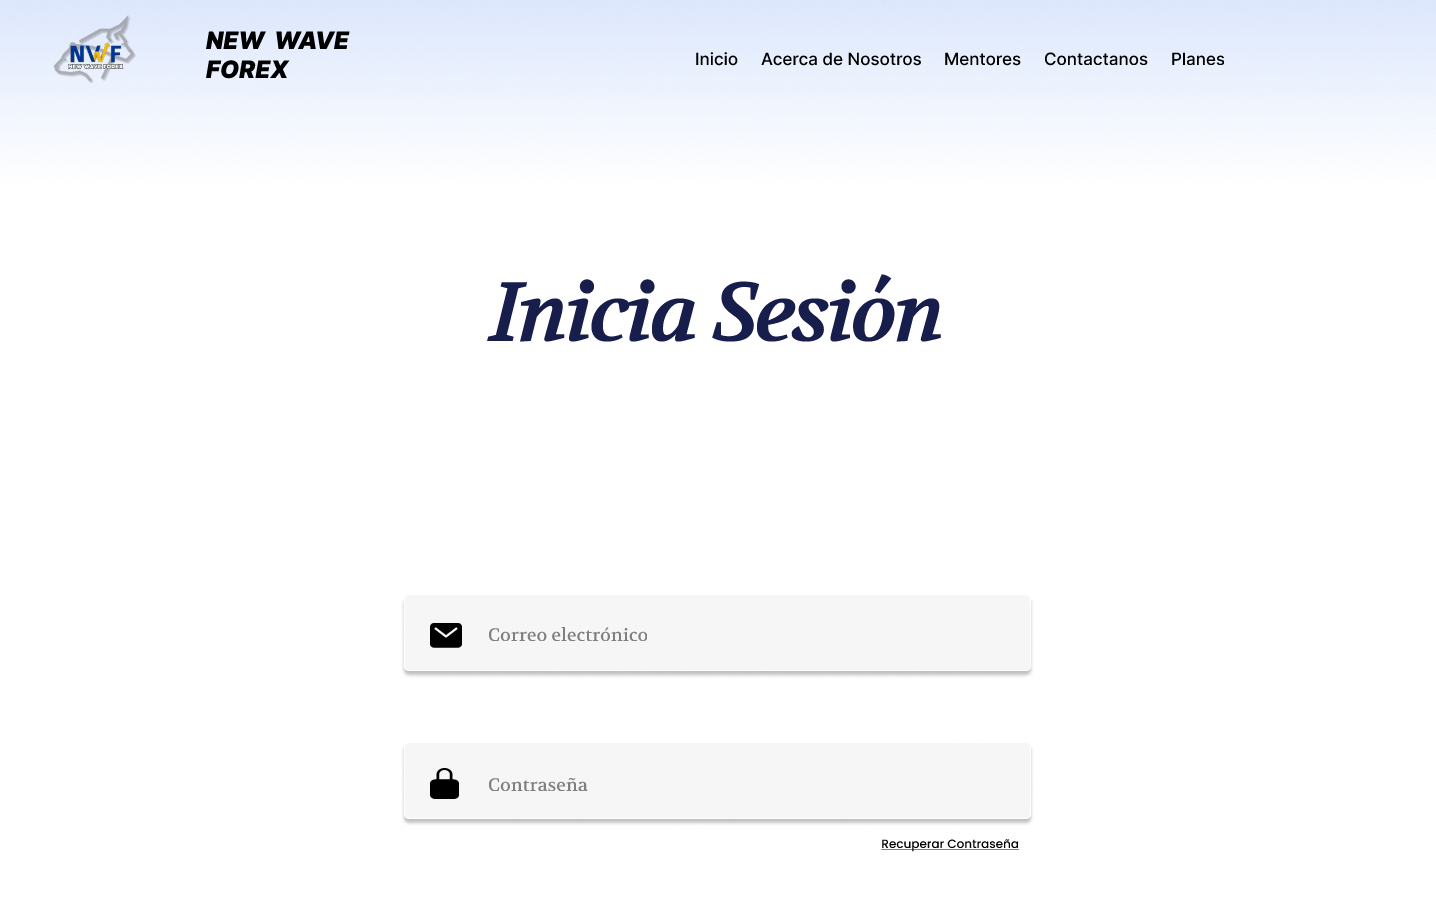 NWF
NEW WAVE FOREX
NEW WAVE
FOREX
Inicio
Acerca de Nosotros
Mentores
Contactanos
Planes
Inicia Sesión
Correo electrónico
Contraseña
Recuperar Contraseña